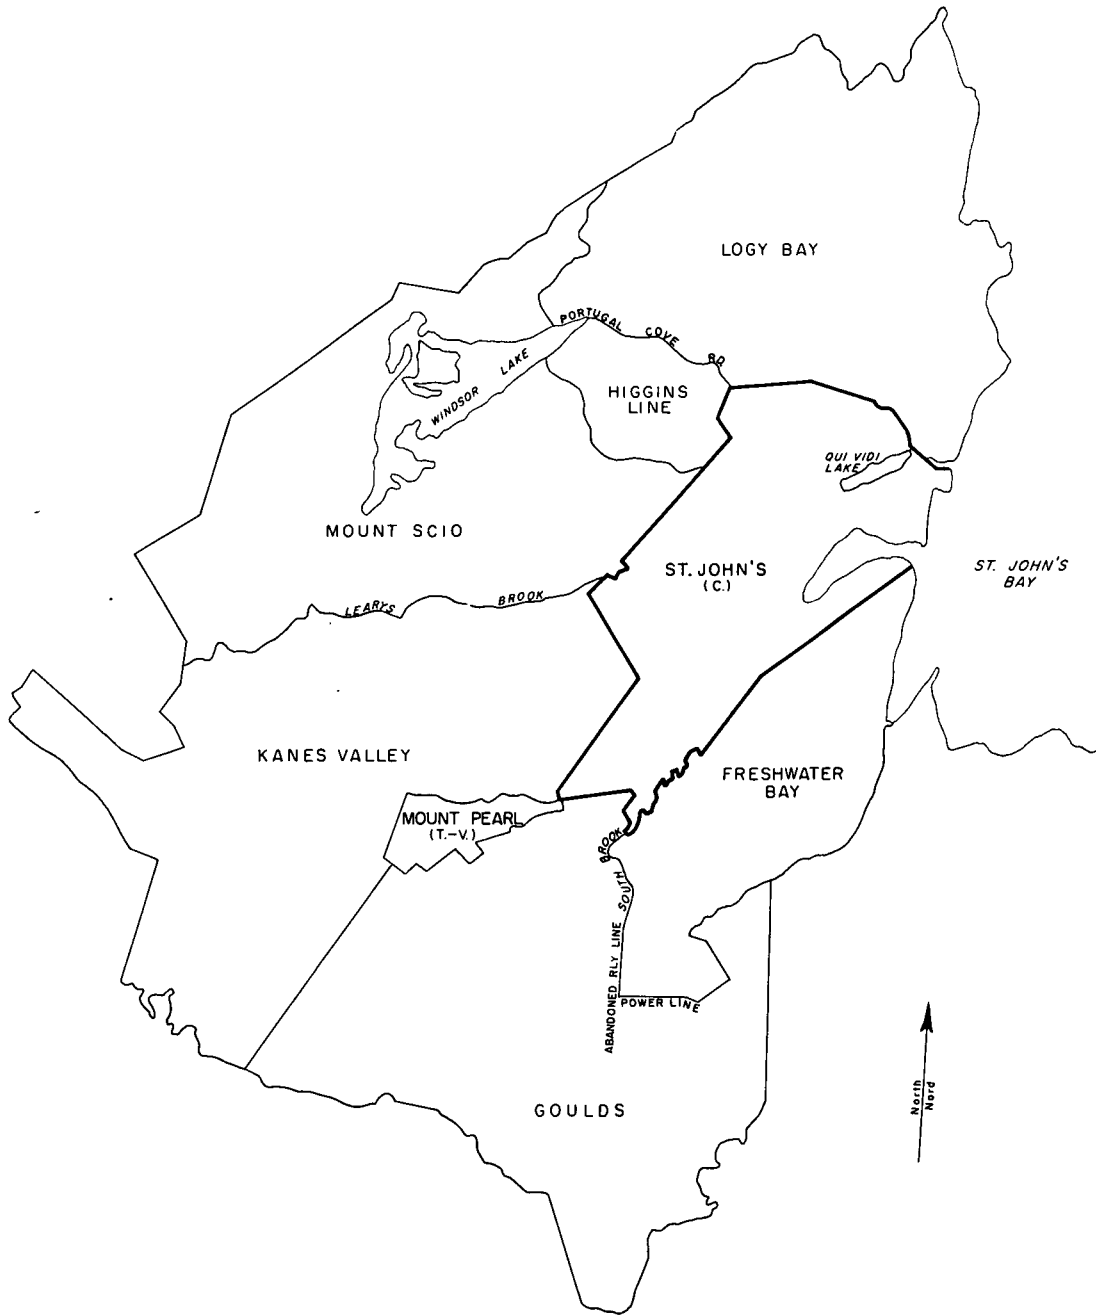 LOGY BAY
PORTUGAL COVE RD.
WINDSOR LAKE
HIGGINS
LINE
QUI VIDI
LAKE
MOUNT SCIO
ST. JOHN'S
(C.)
ST. JOHN'S
BAY
LEARYS BROOK
KANES VALLEY
FRESHWATER
BAY
MOUNT PEARL
(T.-V.)
SOUTH BROOK
ABANDONED RLY LINE
POWER LINE
North
Nord
GOULDS